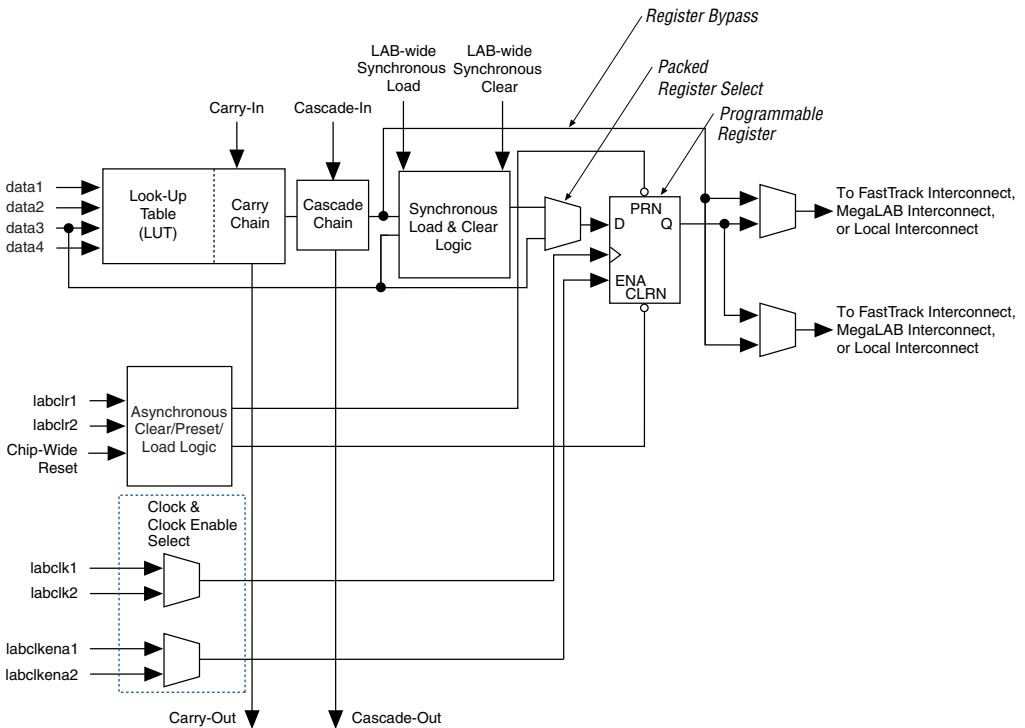 Register Bypass
LAB-wide
Synchronous
Load
LAB-wide
Synchronous
Clear
Packed
Register Select
Carry-In
Cascade-In
Programmable
Register
data1
data2
data3
data4
Look-Up
Table
(LUT)
Carry
Chain
Cascade
Chain
Synchronous
Load & Clear
Logic
PRN
D
Q
ENA
CLRN
To FastTrack Interconnect,
MegaLAB Interconnect,
or Local Interconnect
To FastTrack Interconnect,
MegaLAB Interconnect,
or Local Interconnect
labclr1
labclr2
Chip-Wide
Reset
Asynchronous
Clear/Preset/
Load Logic
Clock &
Clock Enable
Select
labclk1
labclk2
labclkena1
labclkena2
Carry-Out
Cascade-Out